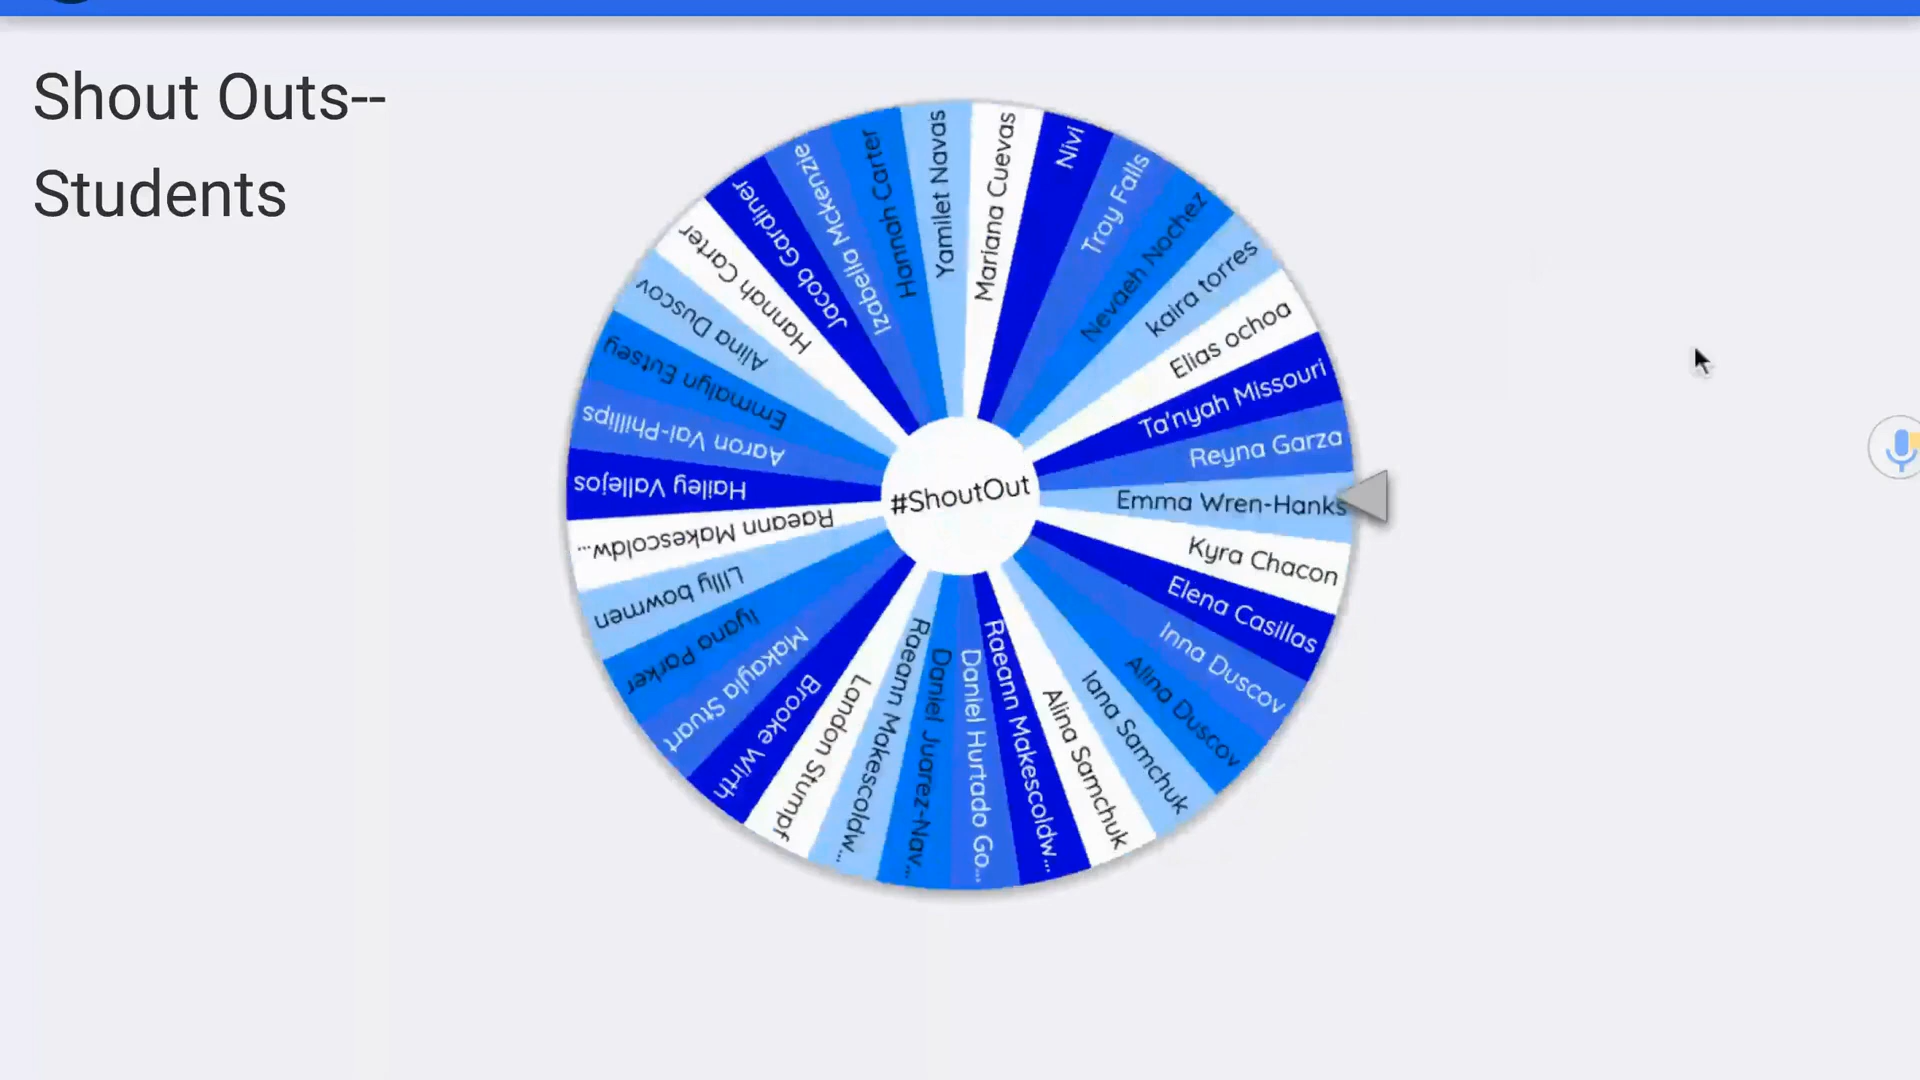 Shout Outs--
Students
#ShoutOut
Mariana Cuevas
Nivi
Troy Falls
Nevaeh Nochez
kaira torres
Elias ochoa
Ta'nyah Missouri
Reyna Garza
Emma Wren-Hanks
Kyra Chacon
Elena Casillas
Inna Duscov
Alina Duscov
Iana Samchuk
Alina Samchuk
Raeann Makescoldw...
Daniel Hurtado Go...
Daniel Juarez-Nav...
Raeann Makescoldw...
Landon Stumpf
Brooke Wirth
Makayla Stuart
Iyana Parker
Lilly bowmen
Raeann Makescoldw...
Hailey Vallejos
Aaron Vai-Phillips
Emmalyn Eutsey
Alina Duscov
Hannah Carter
Jacob Gardiner
Izabella Mckenzie
Hannah Carter
Yamilet Navas